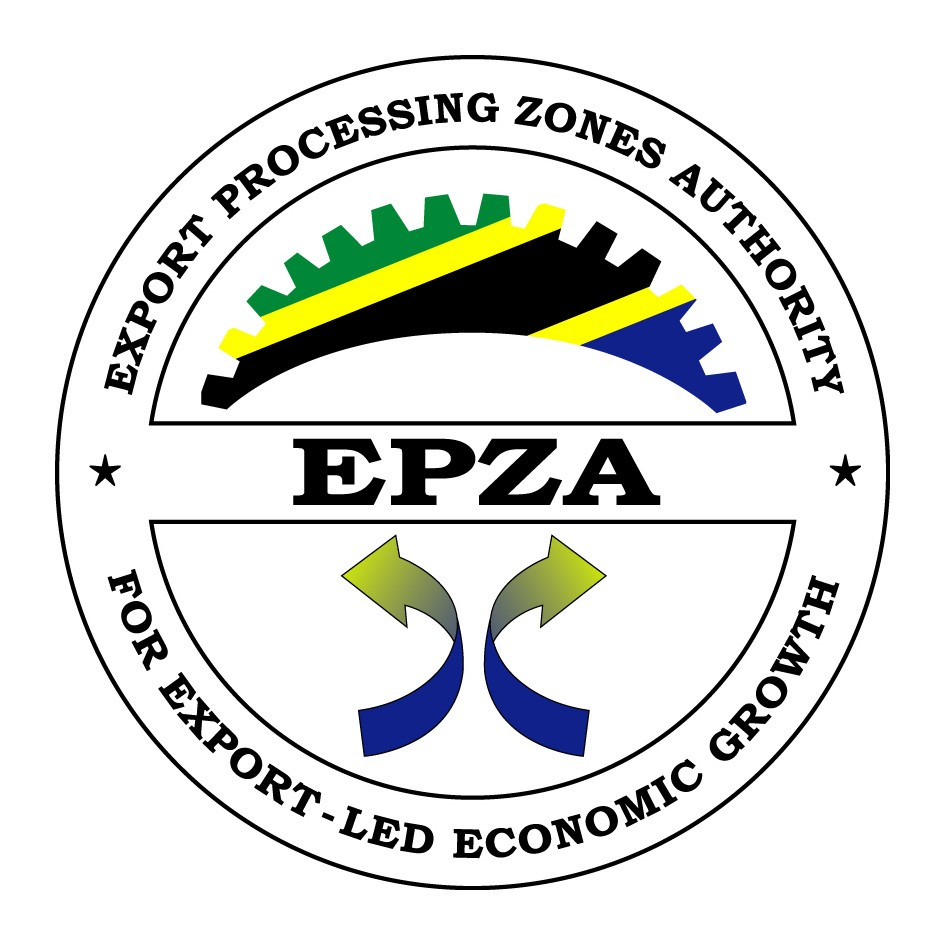 EXPORT PROCESSING ZONES AUTHORITY
EPZA
FOR EXPORT-LED ECONOMIC GROWTH